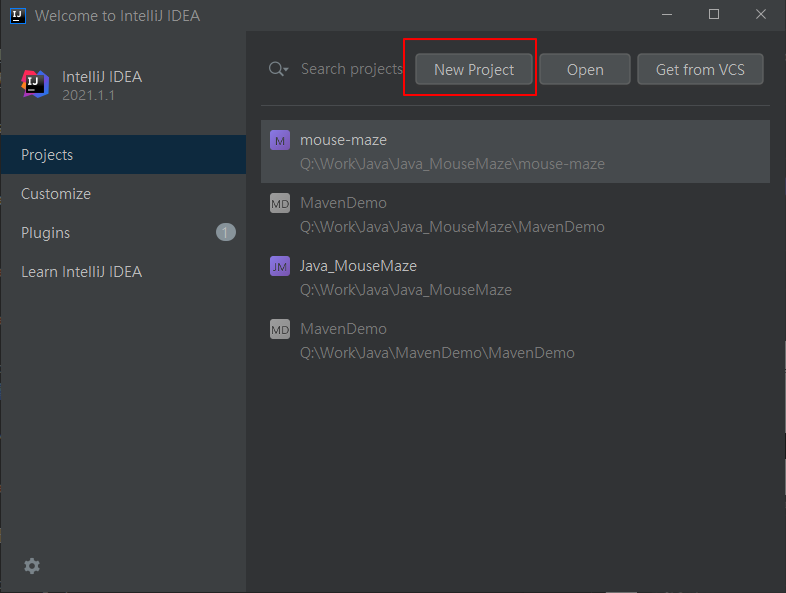 Welcome to IntelliJ IDEA
IntelliJ IDEA
2021.1.1
Projects
Customize
Plugins 1
Learn IntelliJ IDEA
Search projects New Project Open Get from VCS
M mouse-maze
Q:\Work\Java\Java_MouseMaze\mouse-maze
MD MavenDemo
Q:\Work\Java\Java_MouseMaze\MavenDemo
JM Java_MouseMaze
Q:\Work\Java\Java_MouseMaze
MD MavenDemo
Q:\Work\Java\MavenDemo\MavenDemo